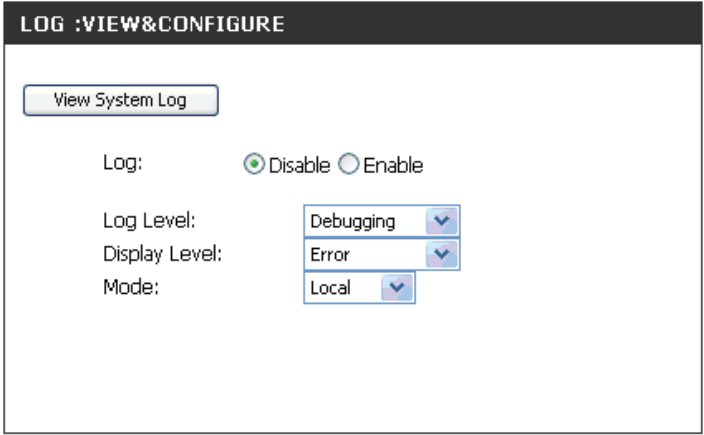 LOG :VIEW&CONFIGURE
View System Log
Log: Disable Enable
Log Level: Debugging
Display Level: Error
Mode: Local